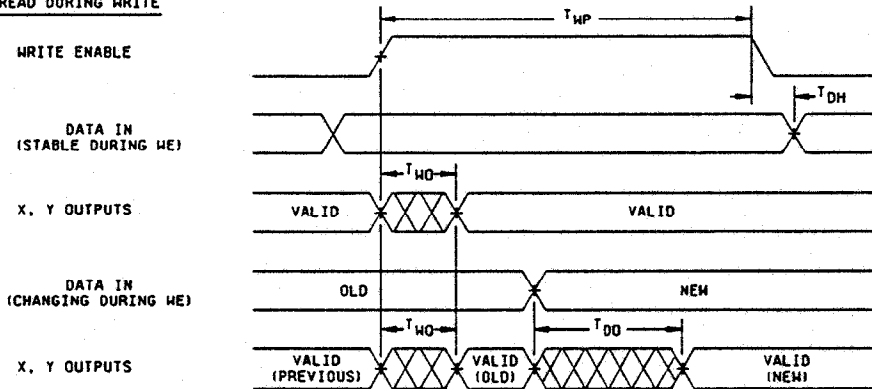 READ DURING WRITE
T WP
WRITE ENABLE
T DH
DATA IN
(STABLE DURING WE)
T WO
X, Y OUTPUTS
VALID
VALID
DATA IN
(CHANGING DURING WE)
OLD
NEW
T WO
T DO
X, Y OUTPUTS
VALID
(PREVIOUS)
VALID
(OLD)
VALID
(NEW)